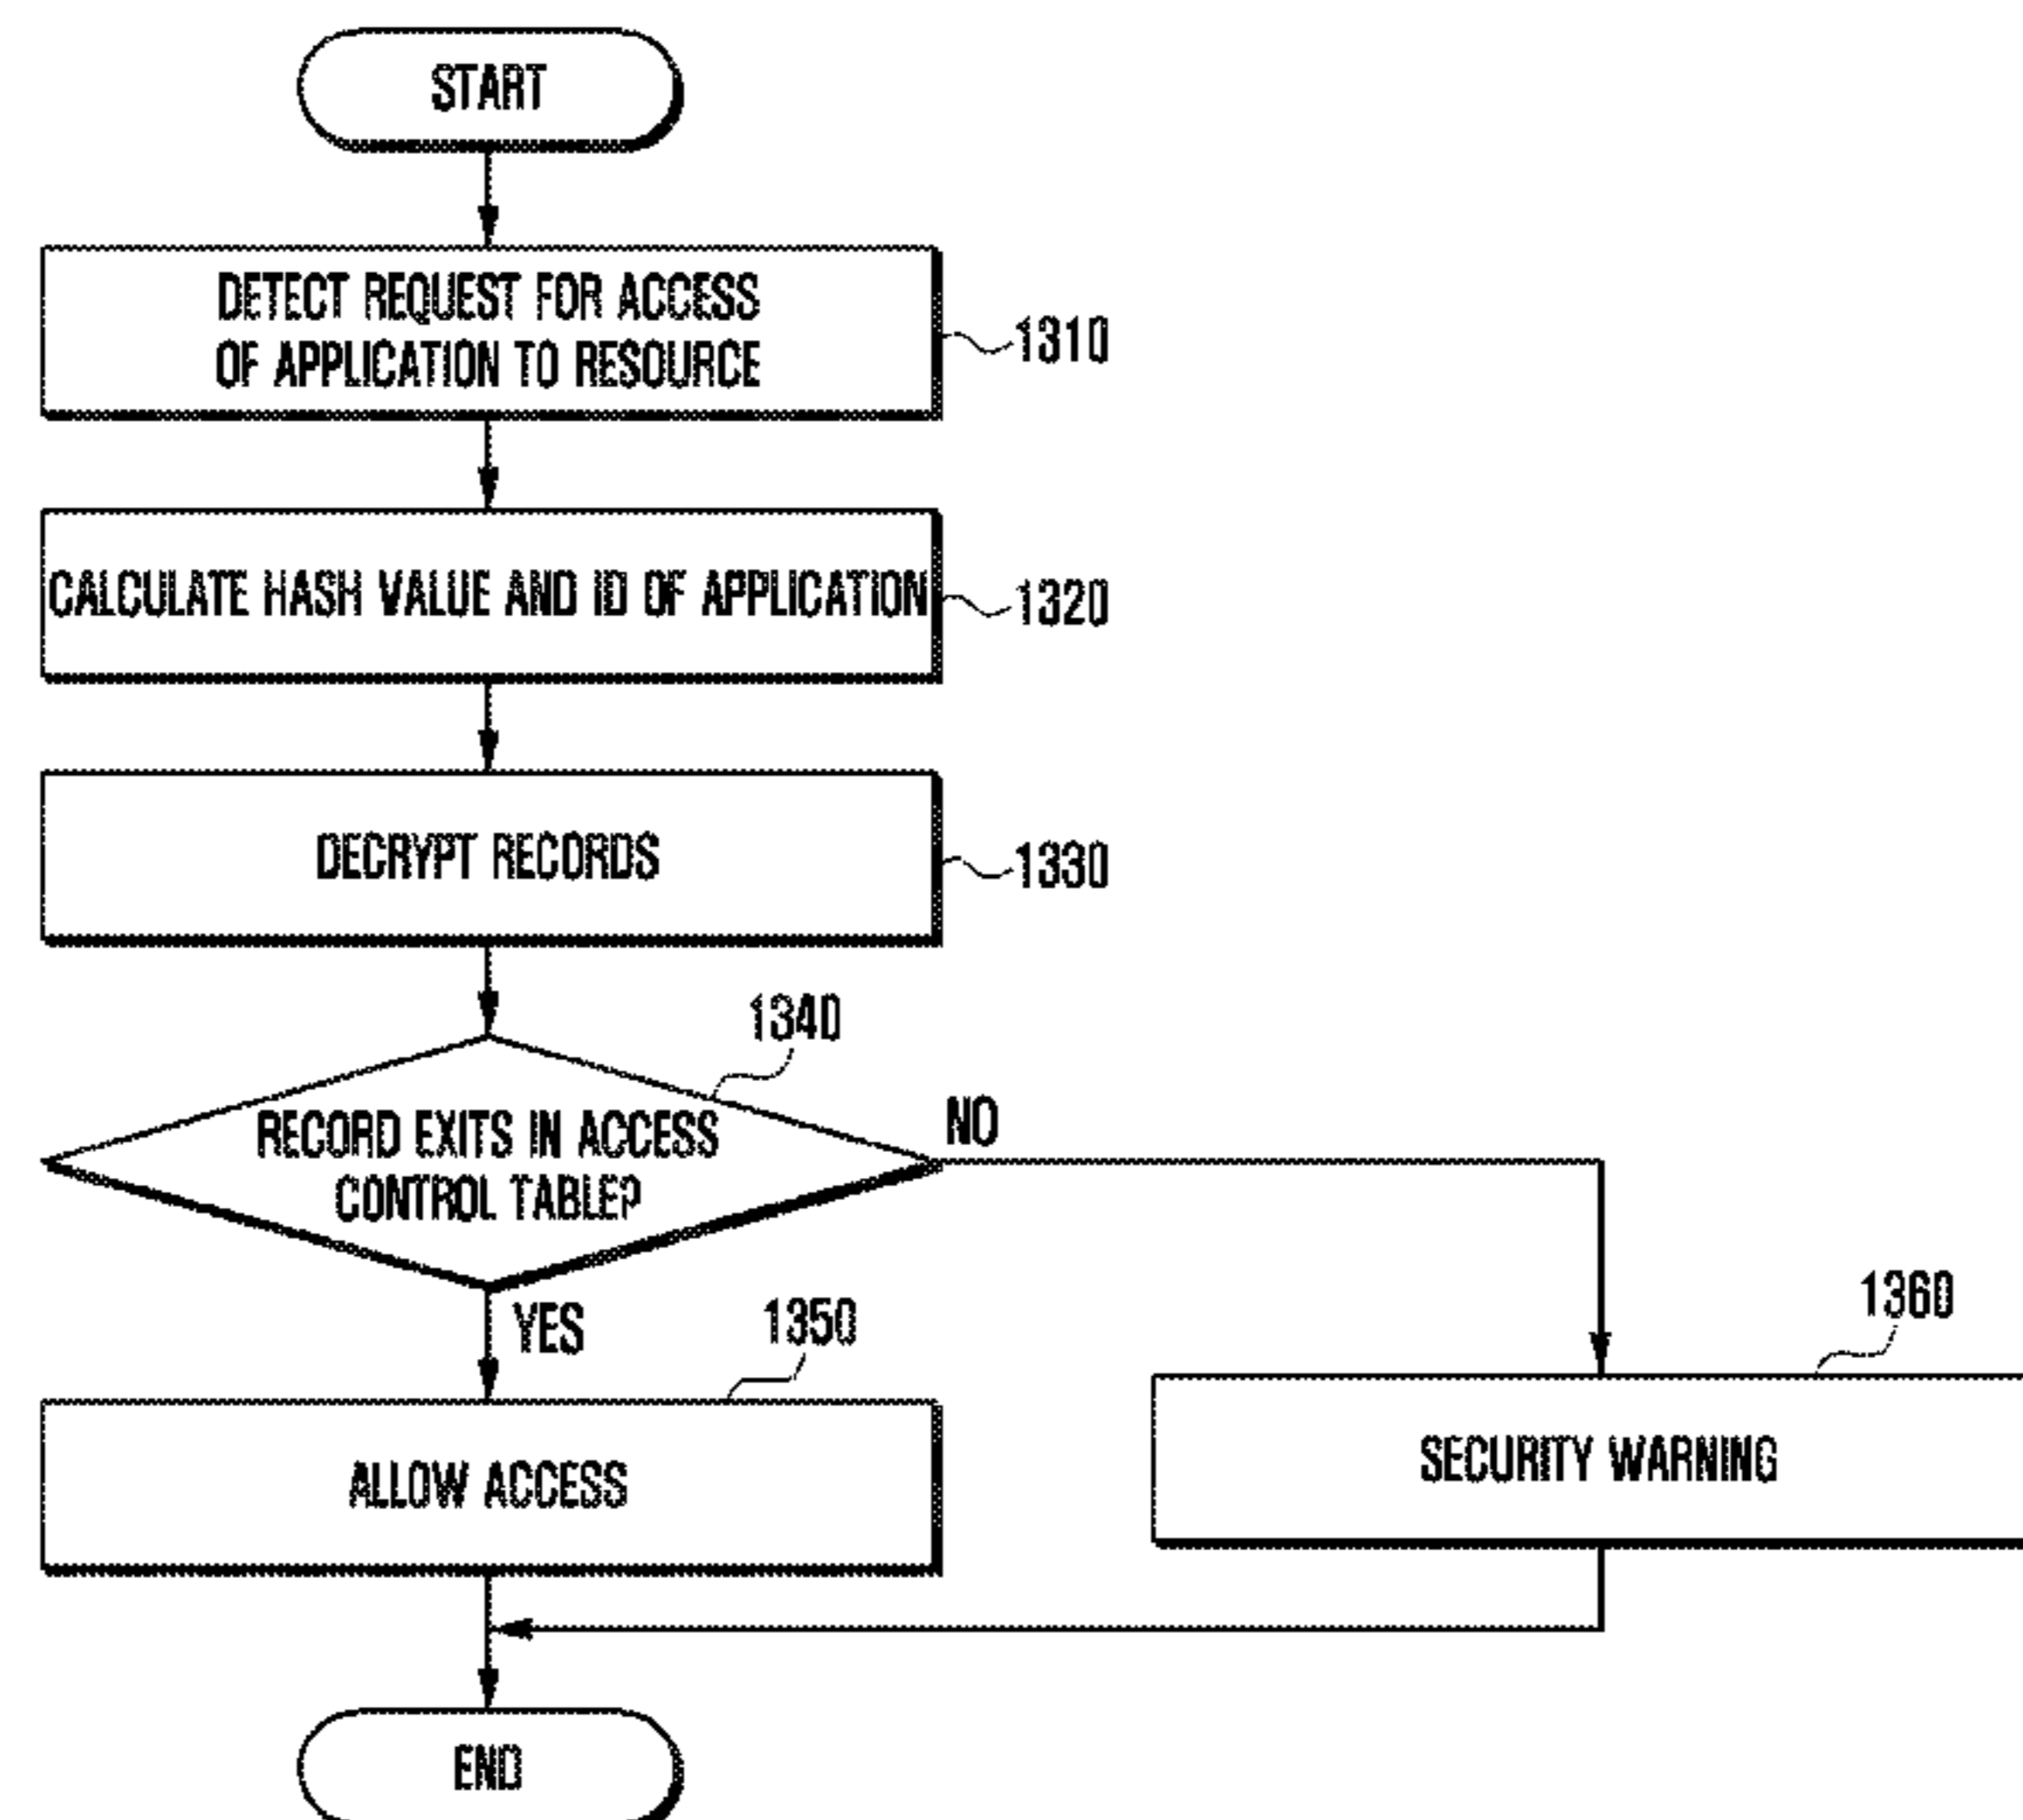 START
DETECT REQUEST FOR ACCESS
OF APPLICATION TO RESOURCE
1310
CALCULATE HASH VALUE AND ID OF APPLICATION
1320
DECRYPT RECORDS
1330
1340
RECORD EXITS IN ACCESS
CONTROL TABLE?
NO
YES
1350
1360
ALLOW ACCESS
SECURITY WARNING
END